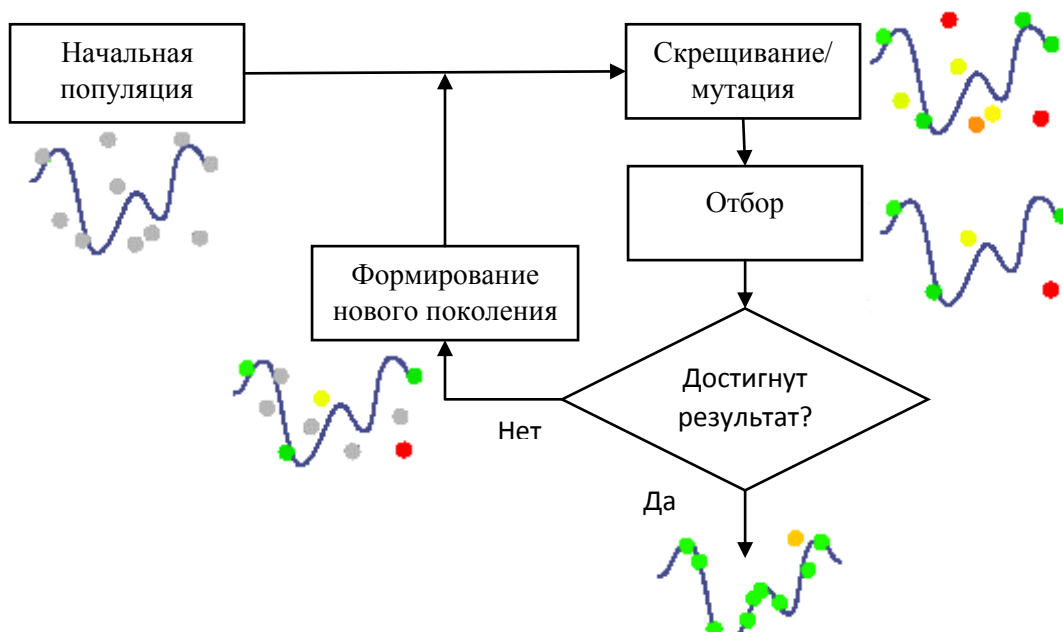 Начальная
популяция
Скрещивание/
мутация
Отбор
Формирование
нового поколения
Достигнут
результат?
Нет
Да